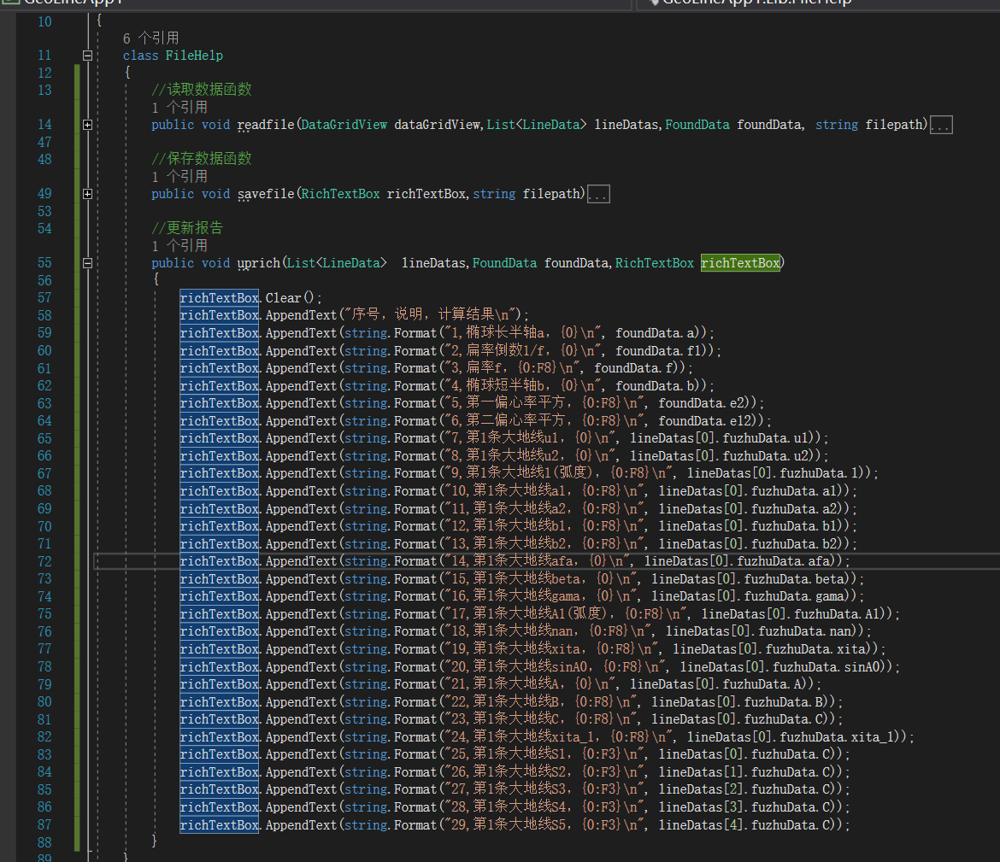 10 {
6 个引用
11 class FileHelp
12 {
13 //读取数据函数
1 个引用
14 public void readfile(DataGridView dataGridView,List<LineData> lineDatas,FoundData foundData, string filepath)...
47
48 //保存数据函数
1 个引用
49 public void savefile(RichTextBox richTextBox,string filepath)...
53
54 //更新报告
1 个引用
55 public void uprich(List<LineData>  lineDatas,FoundData foundData,RichTextBox richTextBox)
56 {
57 richTextBox.Clear();
58 richTextBox.AppendText("序号，说明，计算结果\n");
59 richTextBox.AppendText(string.Format("1,椭球长半轴a，{0}\n", foundData.a));
60 richTextBox.AppendText(string.Format("2,扁率倒数1/f，{0}\n", foundData.f1));
61 richTextBox.AppendText(string.Format("3,扁率f，{0:F8}\n", foundData.f));
62 richTextBox.AppendText(string.Format("4,椭球短半轴b，{0}\n", foundData.b));
63 richTextBox.AppendText(string.Format("5,第一偏心率平方，{0:F8}\n", foundData.e2));
64 richTextBox.AppendText(string.Format("6,第二偏心率平方，{0:F8}\n", foundData.e12));
65 richTextBox.AppendText(string.Format("7,第1条大地线u1，{0}\n", lineDatas[0].fuzhuData.u1));
66 richTextBox.AppendText(string.Format("8,第1条大地线u2，{0}\n", lineDatas[0].fuzhuData.u2));
67 richTextBox.AppendText(string.Format("9,第1条大地线l(弧度)，{0:F8}\n", lineDatas[0].fuzhuData.l));
68 richTextBox.AppendText(string.Format("10,第1条大地线a1，{0:F8}\n", lineDatas[0].fuzhuData.a1));
69 richTextBox.AppendText(string.Format("11,第1条大地线a2，{0:F8}\n", lineDatas[0].fuzhuData.a2));
70 richTextBox.AppendText(string.Format("12,第1条大地线b1，{0:F8}\n", lineDatas[0].fuzhuData.b1));
71 richTextBox.AppendText(string.Format("13,第1条大地线b2，{0:F8}\n", lineDatas[0].fuzhuData.b2));
72 richTextBox.AppendText(string.Format("14,第1条大地线afa，{0}\n", lineDatas[0].fuzhuData.afa));
73 richTextBox.AppendText(string.Format("15,第1条大地线beta，{0}\n", lineDatas[0].fuzhuData.beta));
74 richTextBox.AppendText(string.Format("16,第1条大地线gama，{0}\n", lineDatas[0].fuzhuData.gama));
75 richTextBox.AppendText(string.Format("17,第1条大地线A1(弧度)，{0:F8}\n", lineDatas[0].fuzhuData.A1));
76 richTextBox.AppendText(string.Format("18,第1条大地线nan，{0:F8}\n", lineDatas[0].fuzhuData.nan));
77 richTextBox.AppendText(string.Format("19,第1条大地线xita，{0:F8}\n", lineDatas[0].fuzhuData.xita));
78 richTextBox.AppendText(string.Format("20,第1条大地线sinA0，{0:F8}\n", lineDatas[0].fuzhuData.sinA0));
79 richTextBox.AppendText(string.Format("21,第1条大地线A，{0}\n", lineDatas[0].fuzhuData.A));
80 richTextBox.AppendText(string.Format("22,第1条大地线B，{0:F8}\n", lineDatas[0].fuzhuData.B));
81 richTextBox.AppendText(string.Format("23,第1条大地线C，{0:F8}\n", lineDatas[0].fuzhuData.C));
82 richTextBox.AppendText(string.Format("24,第1条大地线xita_1，{0:F8}\n", lineDatas[0].fuzhuData.xita_1));
83 richTextBox.AppendText(string.Format("25,第1条大地线S1，{0:F3}\n", lineDatas[0].fuzhuData.C));
84 richTextBox.AppendText(string.Format("26,第1条大地线S2，{0:F3}\n", lineDatas[1].fuzhuData.C));
85 richTextBox.AppendText(string.Format("27,第1条大地线S3，{0:F3}\n", lineDatas[2].fuzhuData.C));
86 richTextBox.AppendText(string.Format("28,第1条大地线S4，{0:F3}\n", lineDatas[3].fuzhuData.C));
87 richTextBox.AppendText(string.Format("29,第1条大地线S5，{0:F3}\n", lineDatas[4].fuzhuData.C));
88 }
89 }